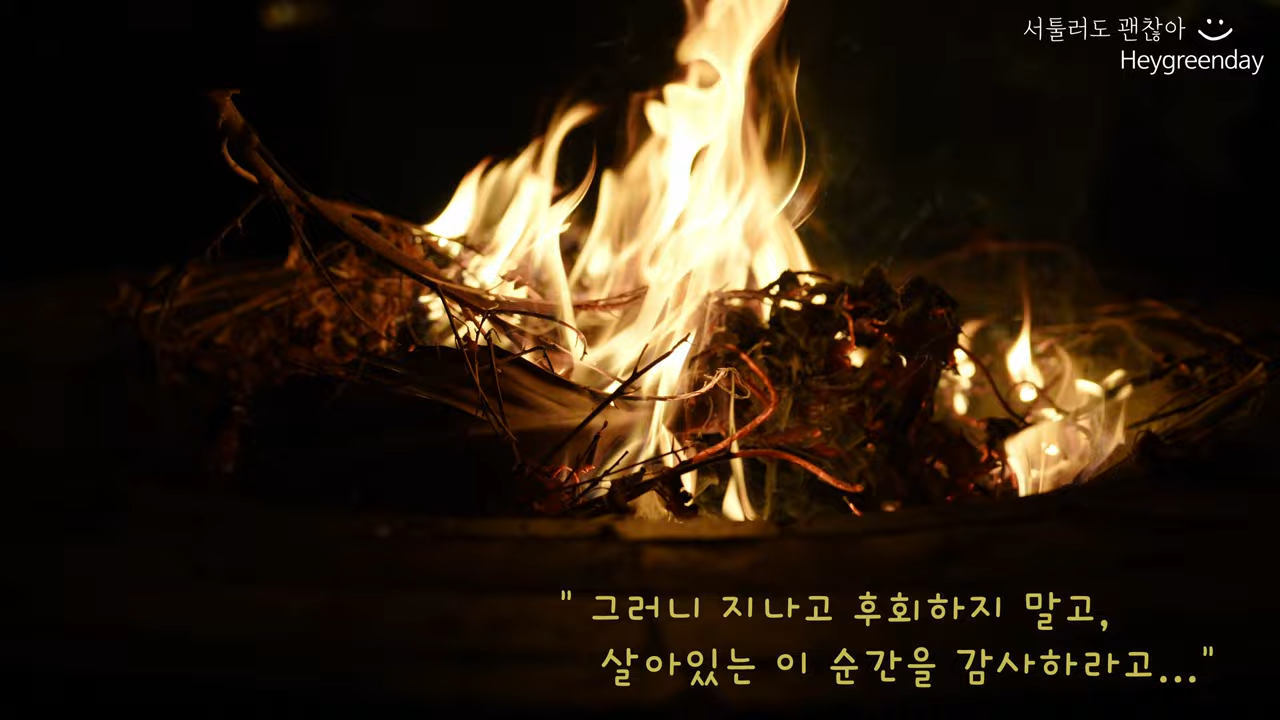 서툴러도 괜찮아
Heygreenday
" 그러니 지나고 후회하지 말고,
살아있는 이 순간을 감사하라고..."